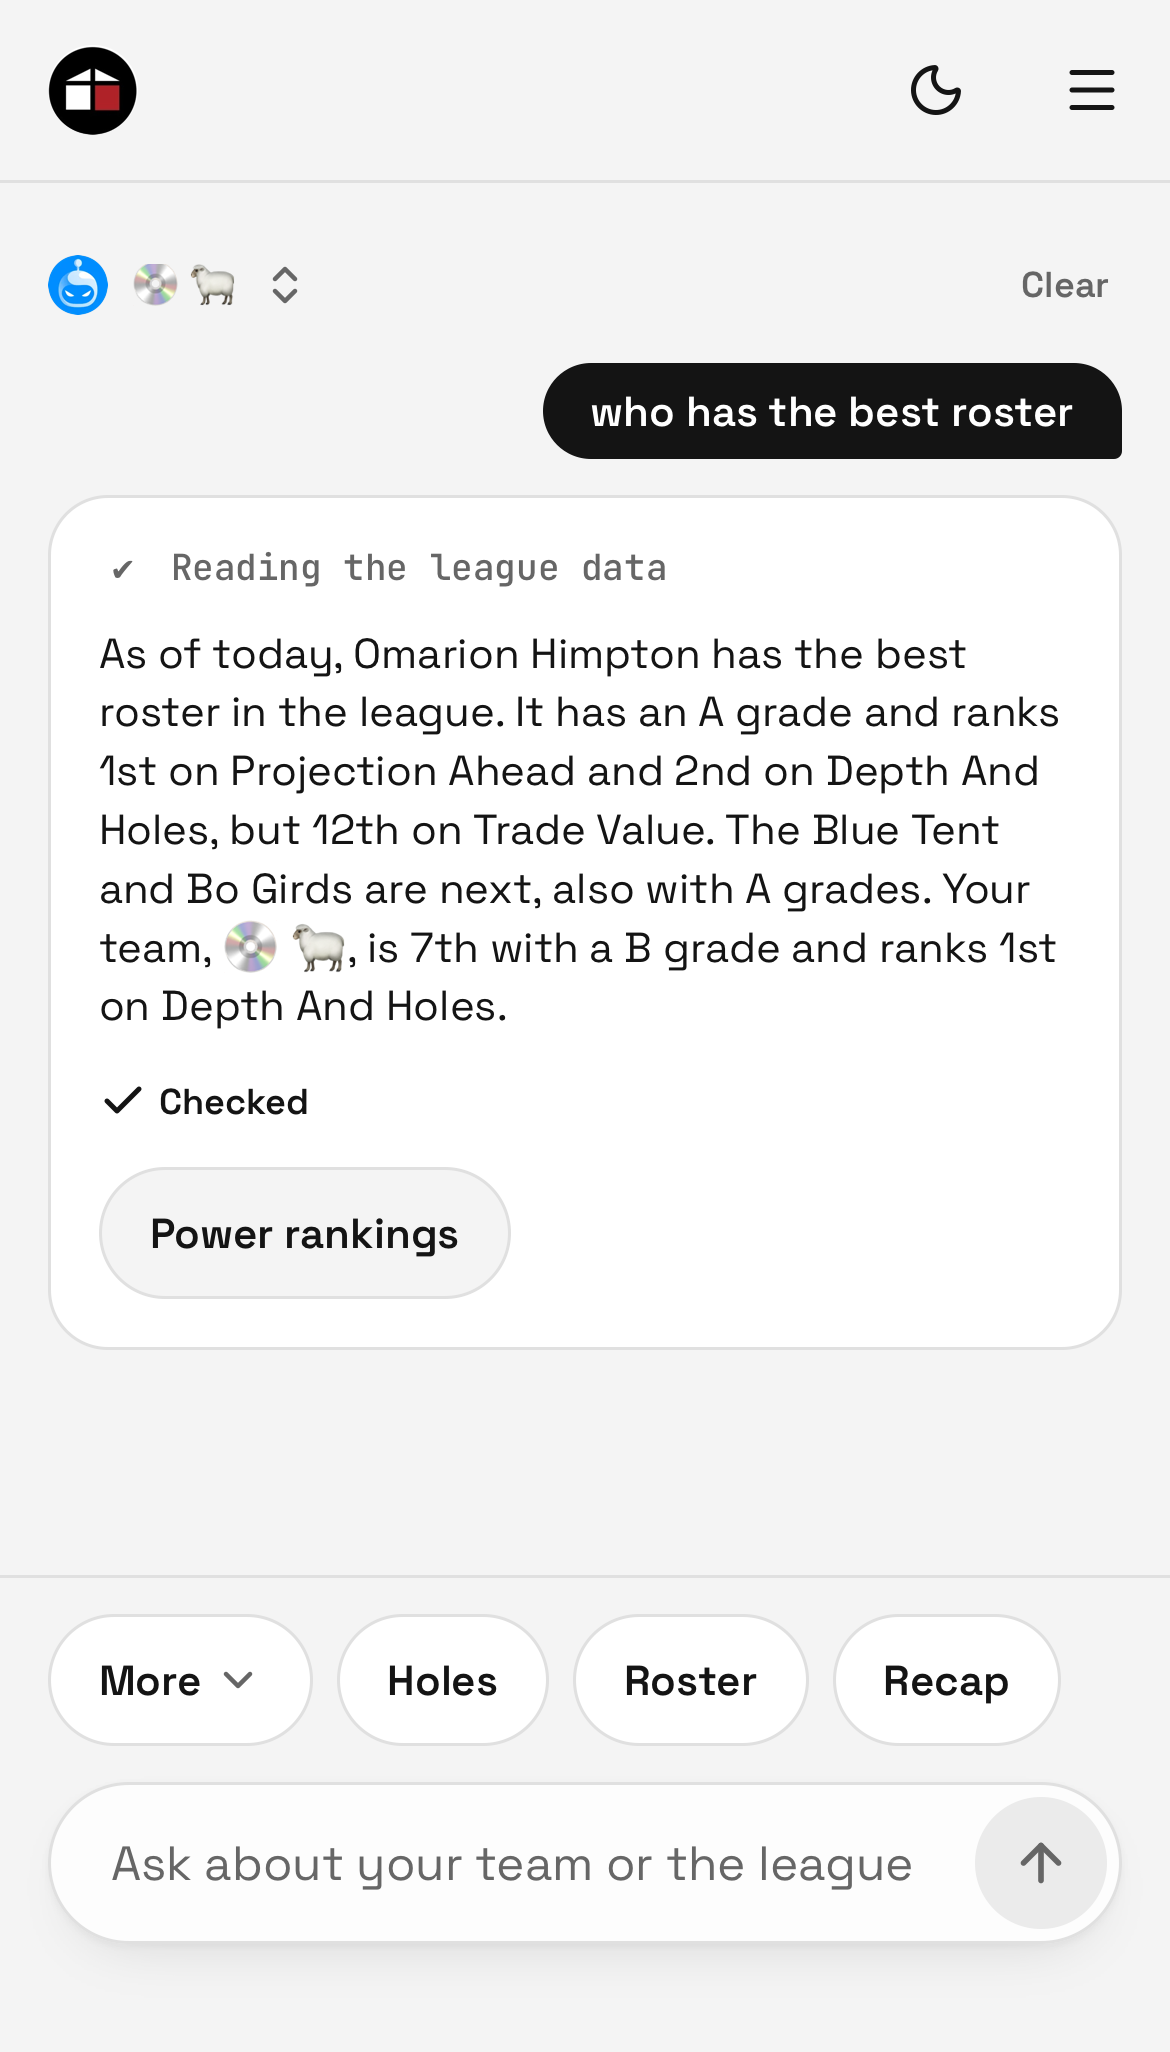 💿 🐑
Clear
who has the best roster
✔ Reading the league data
As of today, Omarion Himpton has the best
roster in the league. It has an A grade and ranks
1st on Projection Ahead and 2nd on Depth And
Holes, but 12th on Trade Value. The Blue Tent
and Bo Girds are next, also with A grades. Your
team, 💿 🐑, is 7th with a B grade and ranks 1st
on Depth And Holes.
Checked
Power rankings
More
Holes
Roster
Recap
Ask about your team or the league